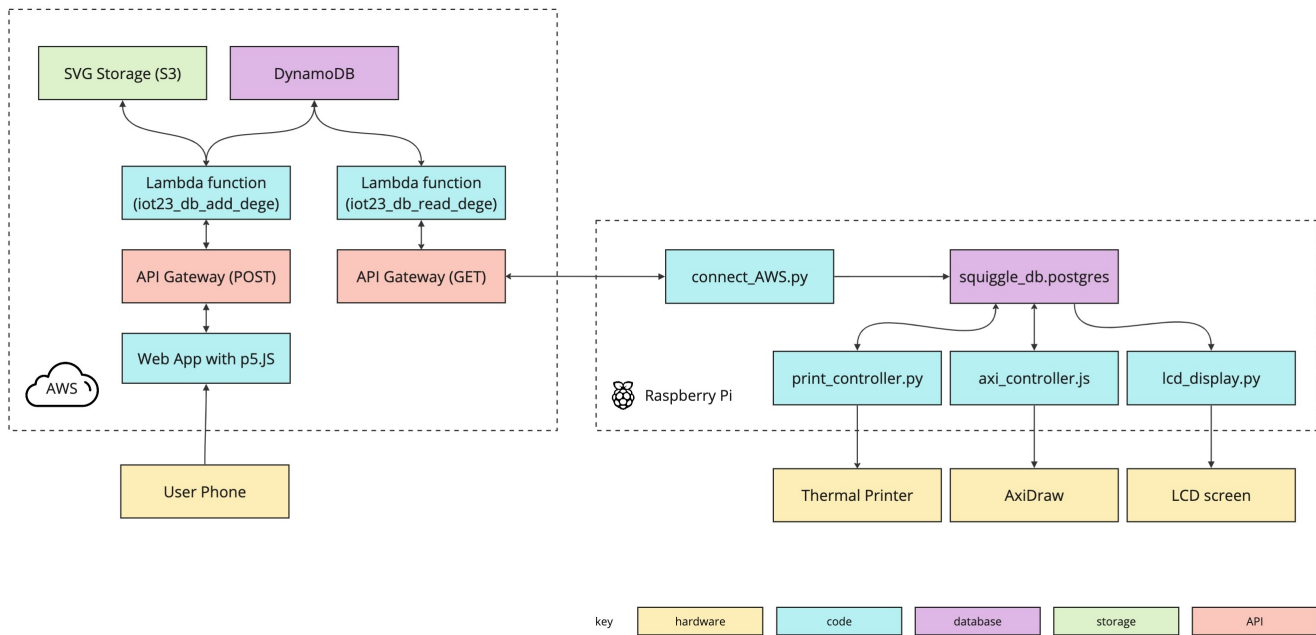 SVG Storage (S3)
DynamoDB
Lambda function
(iot23_db_add_dege)
Lambda function
(iot23_db_read_dege)
API Gateway (POST)
API Gateway (GET)
connect_AWS.py
squiggle_db.postgres
Web App with p5.JS
AWS
print_controller.py
axi_controller.js
lcd_display.py
Raspberry Pi
User Phone
Thermal Printer
AxiDraw
LCD screen
key
hardware
code
database
storage
API